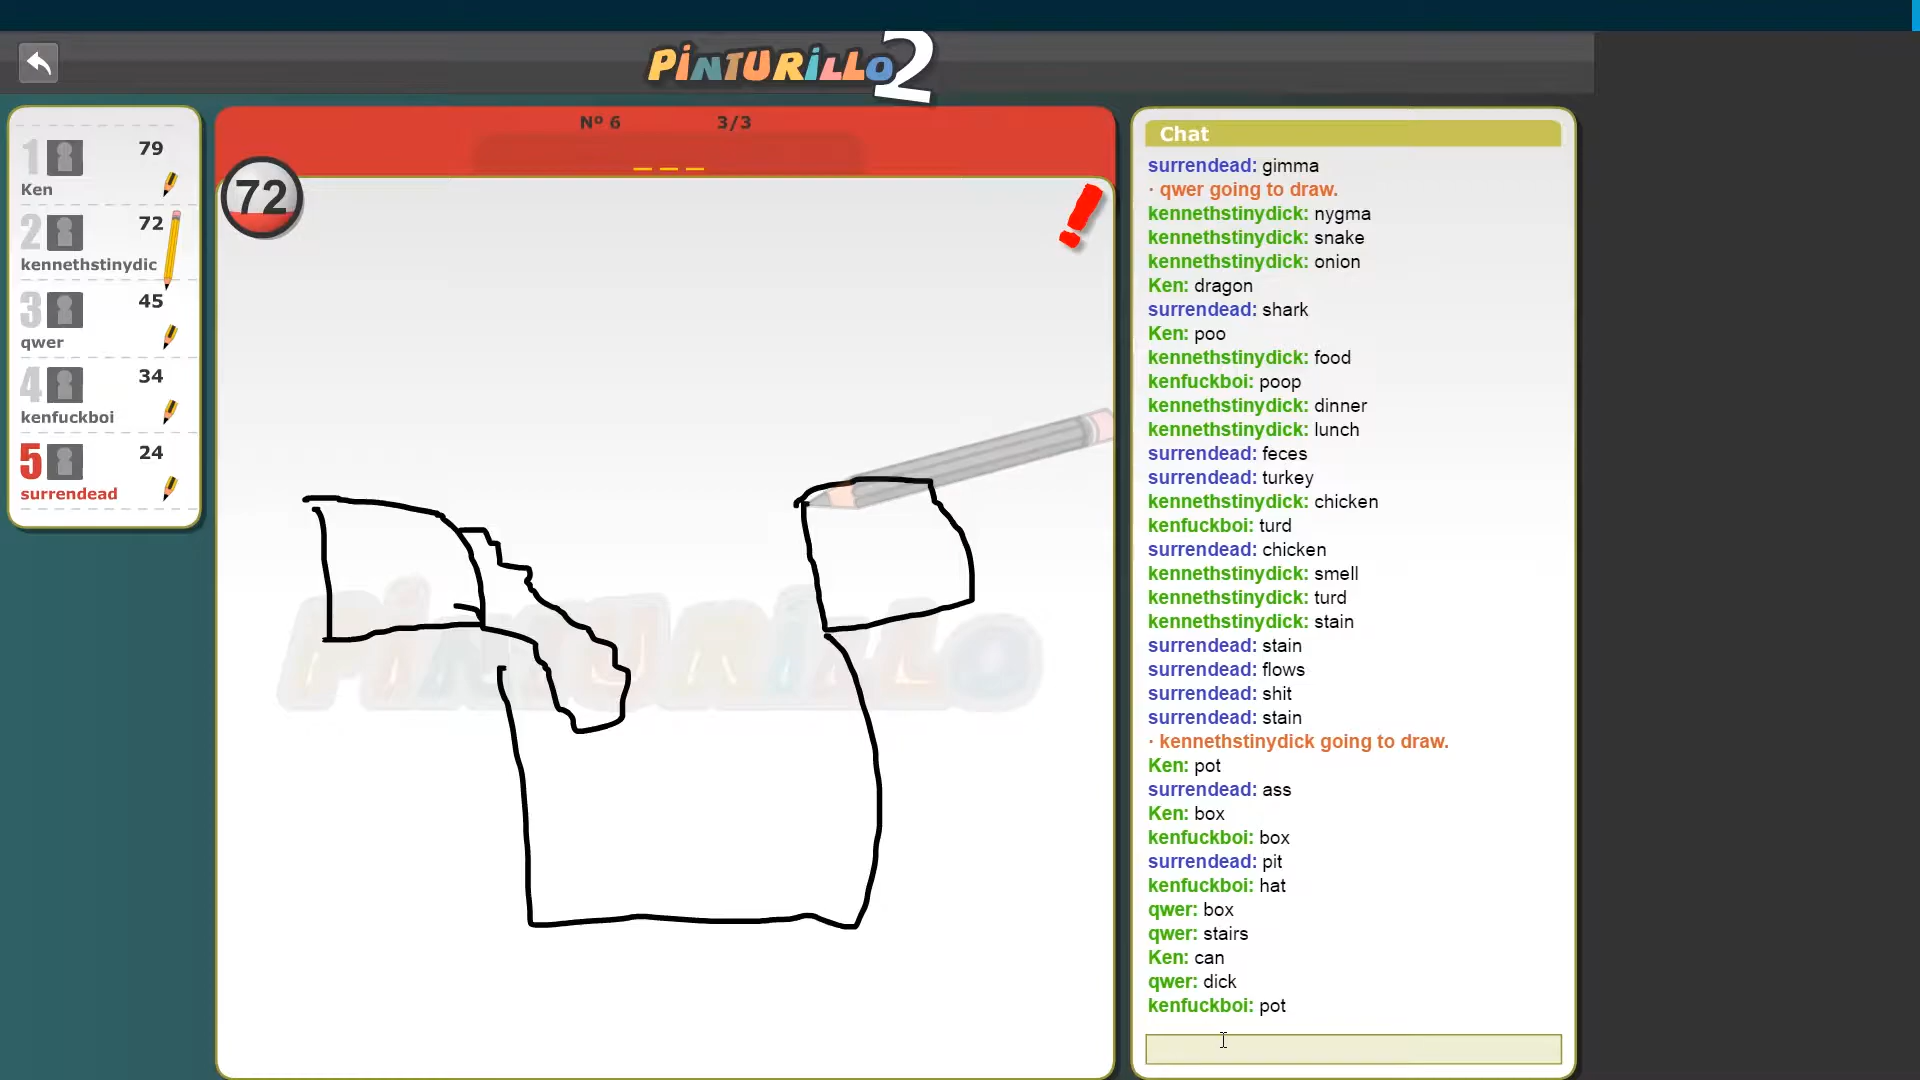 PiNTURiLLO 2
Nº 6 3/3
_ _ _
72
1 79
Ken
2 72
kennethstinydic
3 45
qwer
4 34
kenfuckboi
5 24
surrendead
PiNTURiLLO
Chat
surrendead: gimma
· qwer going to draw.
kennethstinydick: nygma
kennethstinydick: snake
kennethstinydick: onion
Ken: dragon
surrendead: shark
Ken: poo
kennethstinydick: food
kenfuckboi: poop
kennethstinydick: dinner
kennethstinydick: lunch
surrendead: feces
surrendead: turkey
kennethstinydick: chicken
kenfuckboi: turd
surrendead: chicken
kennethstinydick: smell
kennethstinydick: turd
kennethstinydick: stain
surrendead: stain
surrendead: flows
surrendead: shit
surrendead: stain
· kennethstinydick going to draw.
Ken: pot
surrendead: ass
Ken: box
kenfuckboi: box
surrendead: pit
kenfuckboi: hat
qwer: box
qwer: stairs
Ken: can
qwer: dick
kenfuckboi: pot